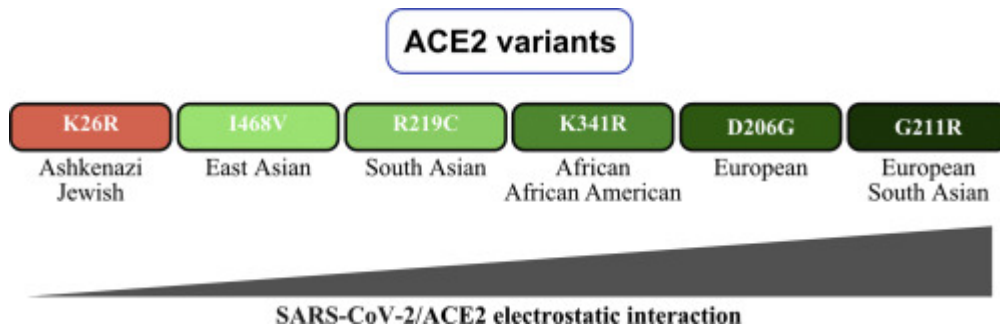 ACE2 variants
K26R I468V R219C K341R D206G G211R
Ashkenazi East Asian South Asian African European European
Jewish African American South Asian
SARS-CoV-2/ACE2 electrostatic interaction